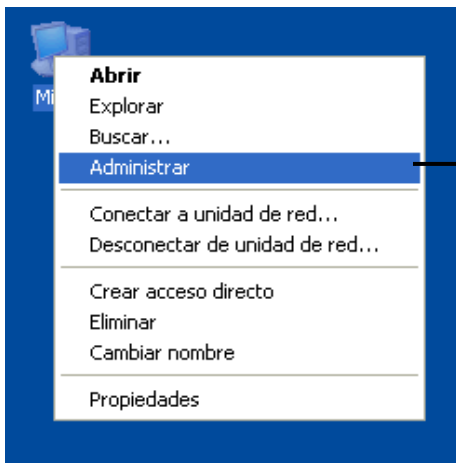 Mi
Abrir
Explorar
Buscar...
Administrar
Conectar a unidad de red...
Desconectar de unidad de red...
Crear acceso directo
Eliminar
Cambiar nombre
Propiedades